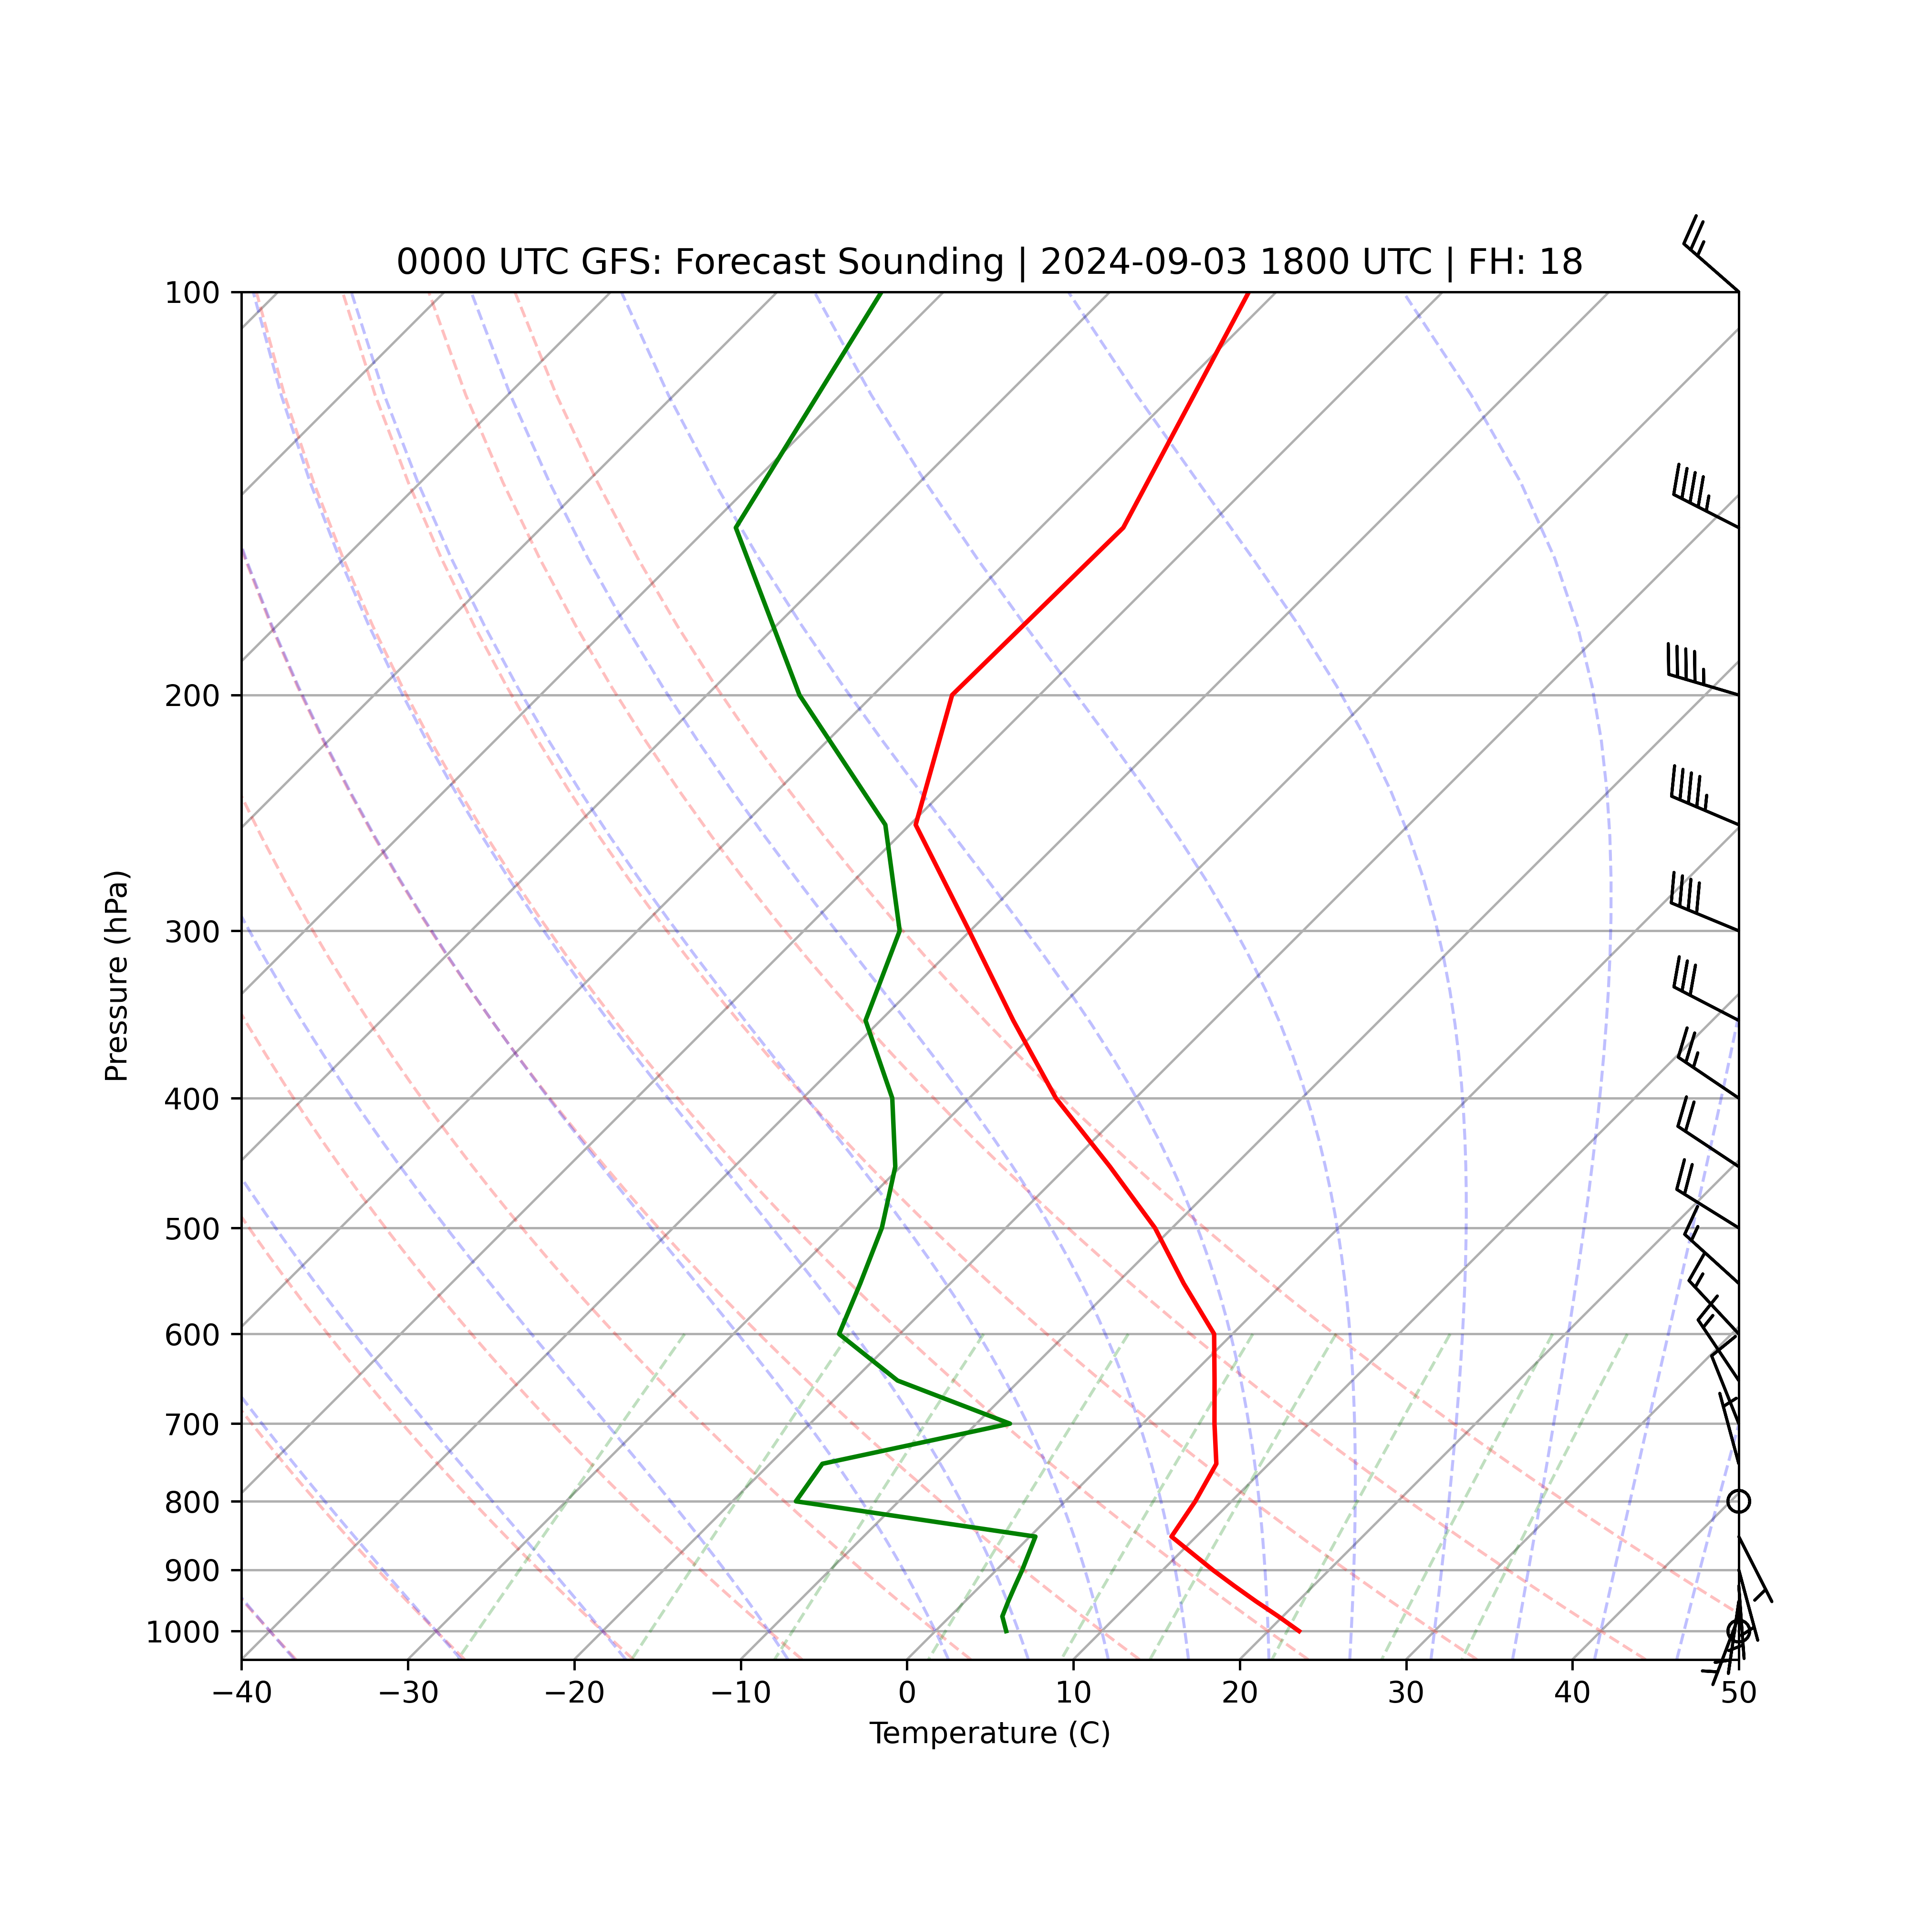 0000 UTC GFS: Forecast Sounding | 2024-09-03 1800 UTC | FH: 18
100
200
300
400
500
600
700
800
900
1000
Pressure (hPa)
−40 −30 −20 −10 0 10 20 30 40 50
Temperature (C)